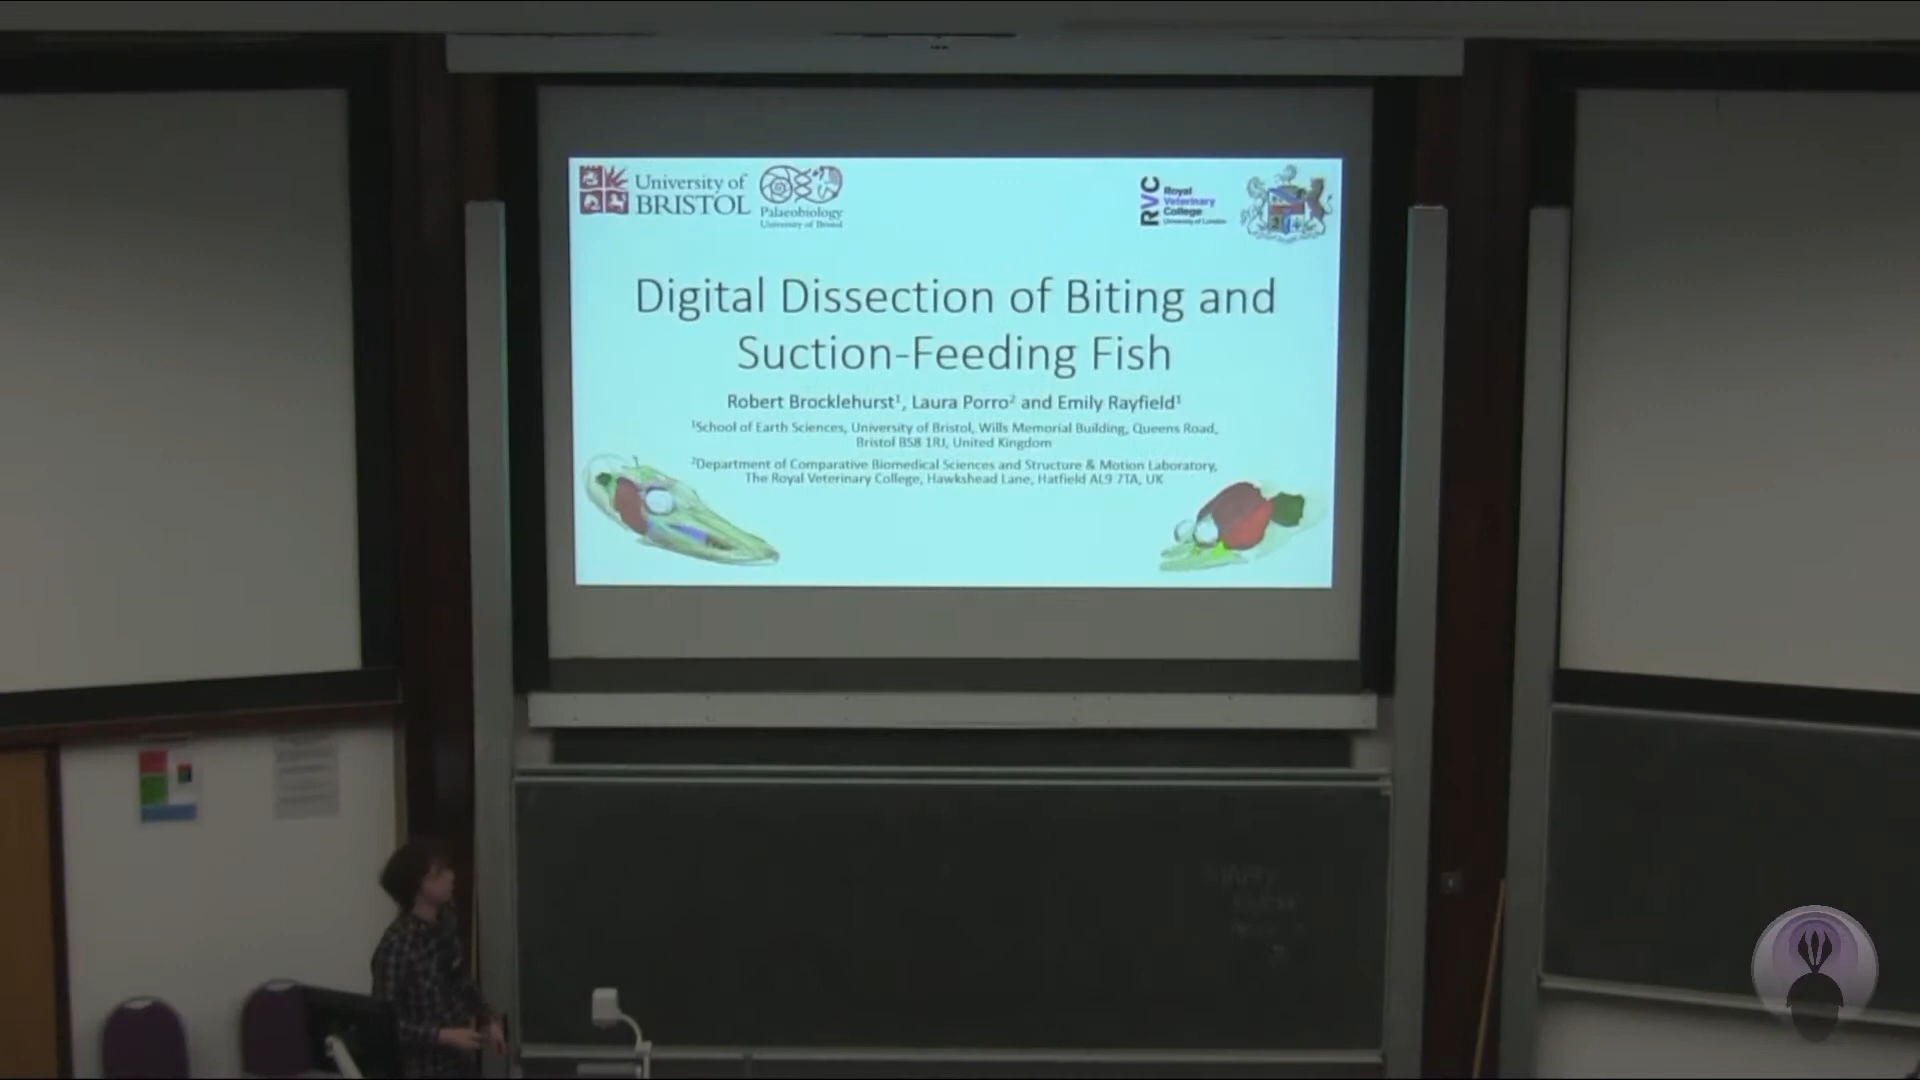 University of
BRISTOL
Palaeobiology
University of Bristol
RVC
Royal
Veterinary
College
University of London
Digital Dissection of Biting and
Suction-Feeding Fish
Robert Brocklehurst¹, Laura Porro² and Emily Rayfield¹
¹School of Earth Sciences, University of Bristol, Wills Memorial Building, Queens Road,
Bristol BS8 1RJ, United Kingdom
²Department of Comparative Biomedical Sciences and Structure & Motion Laboratory,
The Royal Veterinary College, Hawkshead Lane, Hatfield AL9 7TA, UK